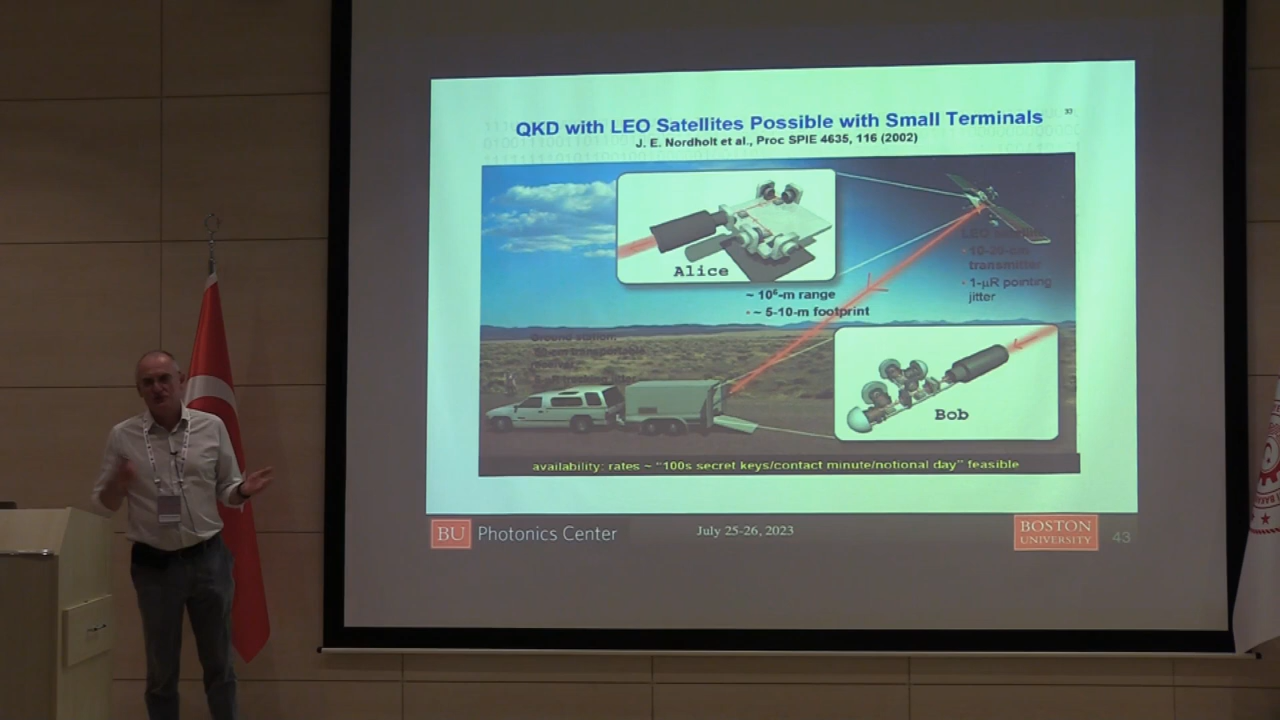 QKD with LEO Satellites Possible with Small Terminals
J. E. Nordholt et al., Proc SPIE 4635, 116 (2002)
Alice
transmitter
• 1-µR pointing
jitter
~ 10⁶-m range
• ~ 5-10-m footprint
Bob
availability: rates ~ "100s secret keys/contact minute/notional day" feasible
BU Photonics Center
July 25-26, 2023
BOSTON
UNIVERSITY
43